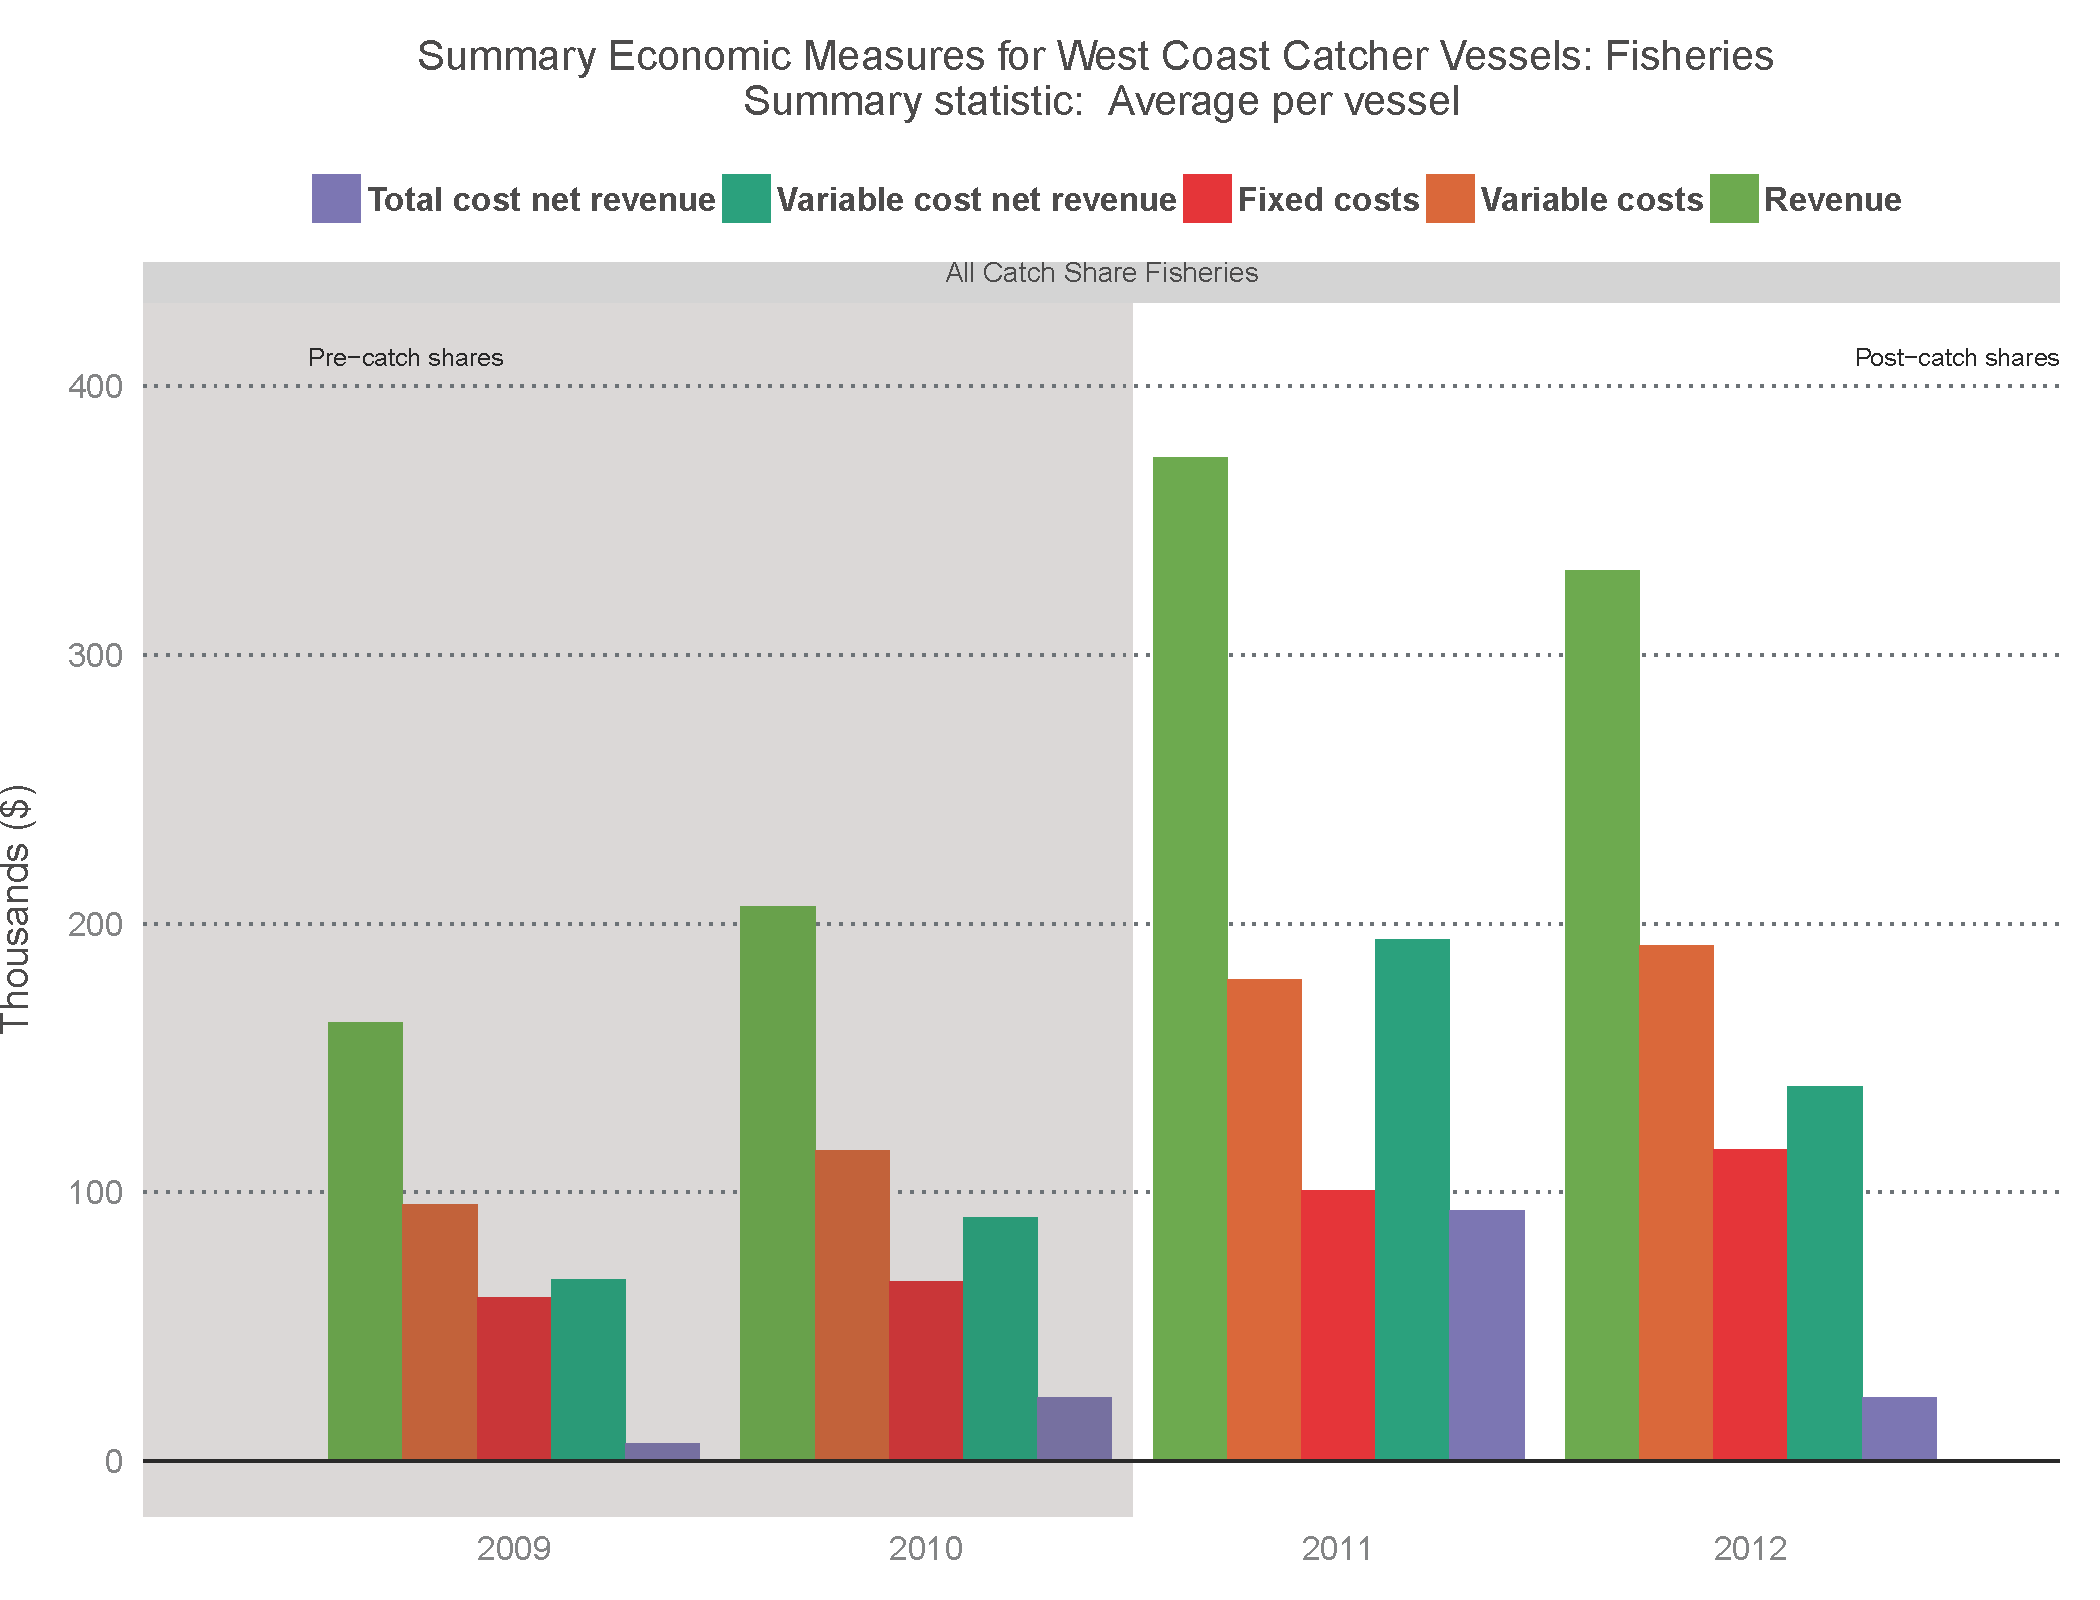 Summary Economic Measures for West Coast Catcher Vessels: Fisheries
Summary statistic:  Average per vessel
Total cost net revenue Variable cost net revenue Fixed costs Variable costs Revenue
All Catch Share Fisheries
Pre−catch shares Post−catch shares
400
300
200
100
0
Thousands ($)
2009 2010 2011 2012